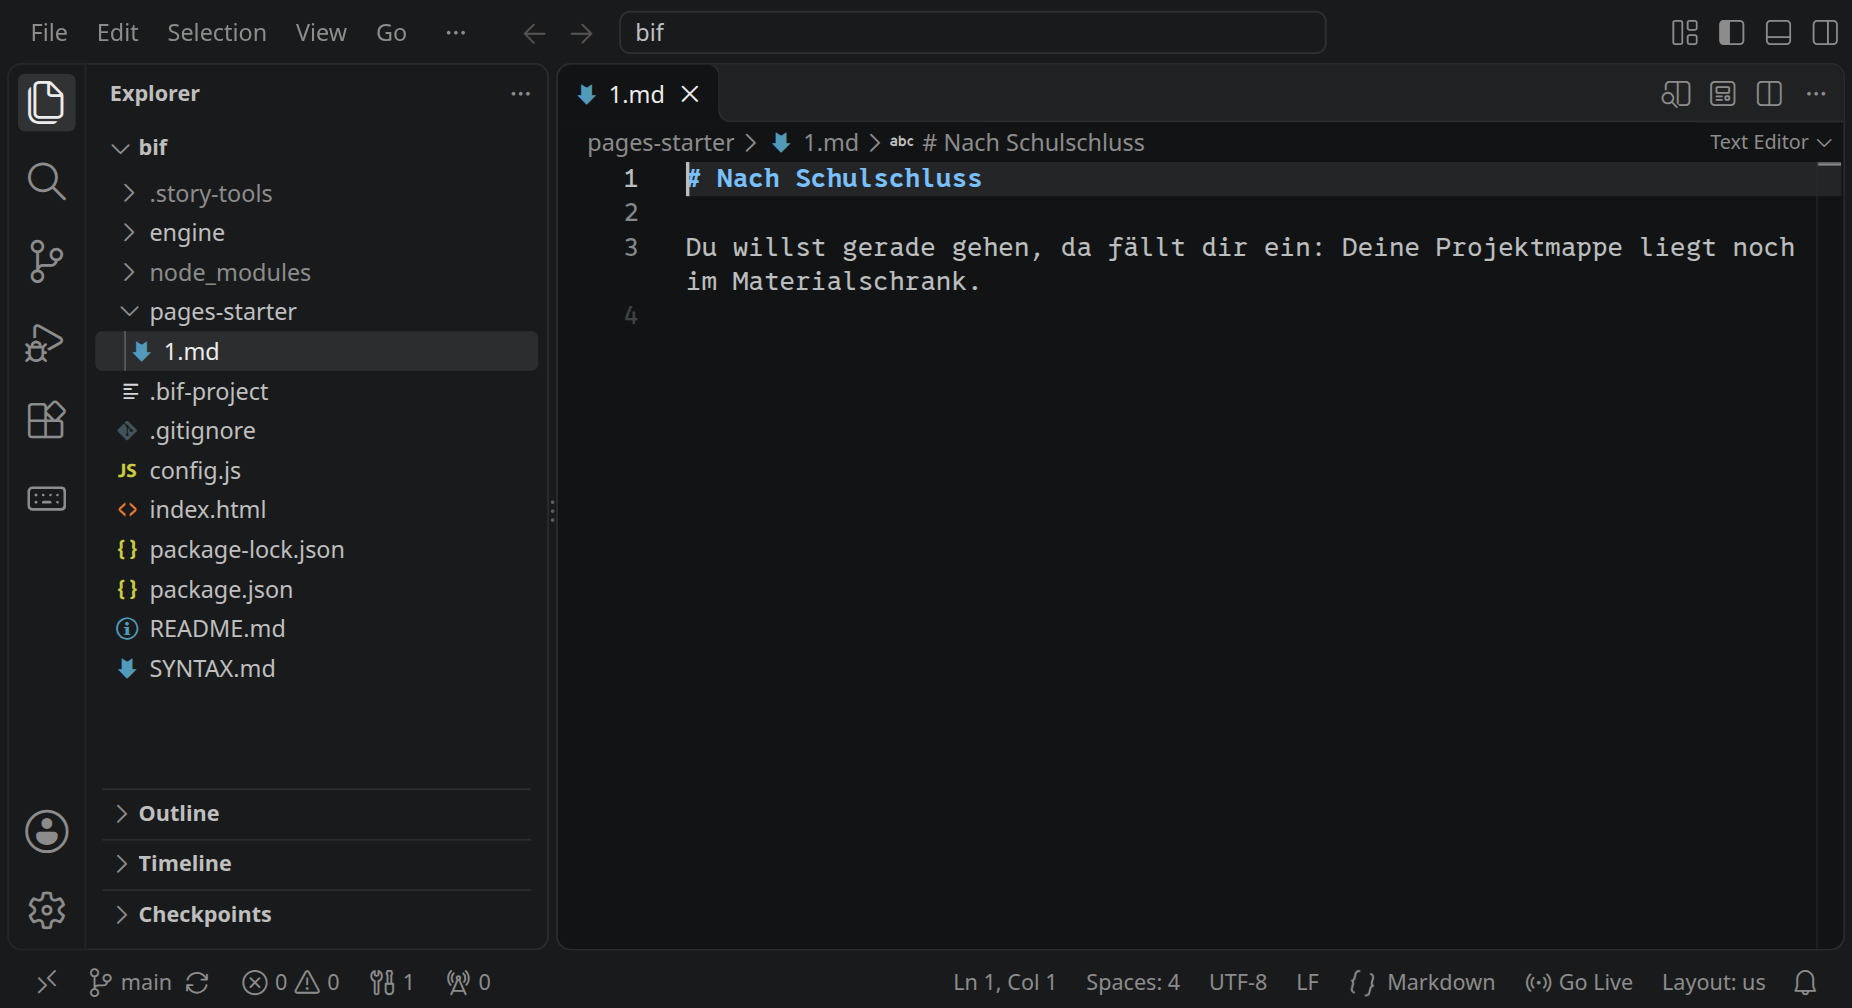 File Edit Selection View Go ··· bif
Explorer ···
bif
.story-tools
engine
node_modules
pages-starter
1.md
.bif-project
.gitignore
JS config.js
<> index.html
{} package-lock.json
{} package.json
README.md
SYNTAX.md
Outline
Timeline
Checkpoints
1.md
pages-starter > 1.md > abc # Nach Schulschluss
Text Editor
1 # Nach Schulschluss
2
3 Du willst gerade gehen, da fällt dir ein: Deine Projektmappe liegt noch
im Materialschrank.
4
main 0 0 1 0 Ln 1, Col 1 Spaces: 4 UTF-8 LF {} Markdown Go Live Layout: us